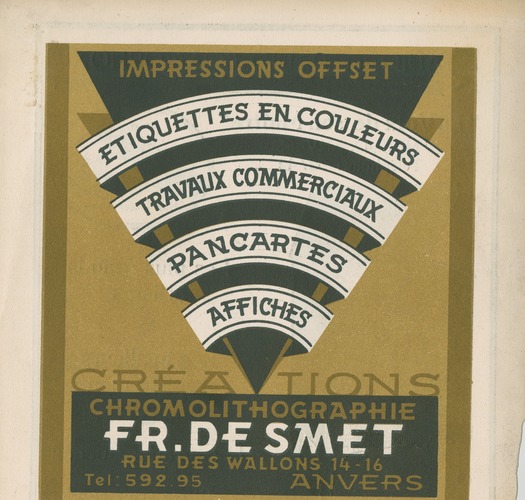 IMPRESSIONS OFFSET
ETIQUETTES EN COULEURS
TRAVAUX COMMERCIAUX
PANCARTES
AFFICHES
CRÉATIONS
CHROMOLITHOGRAPHIE
FR. DE SMET
RUE DES WALLONS 14-16
Tel: 592.95 ANVERS